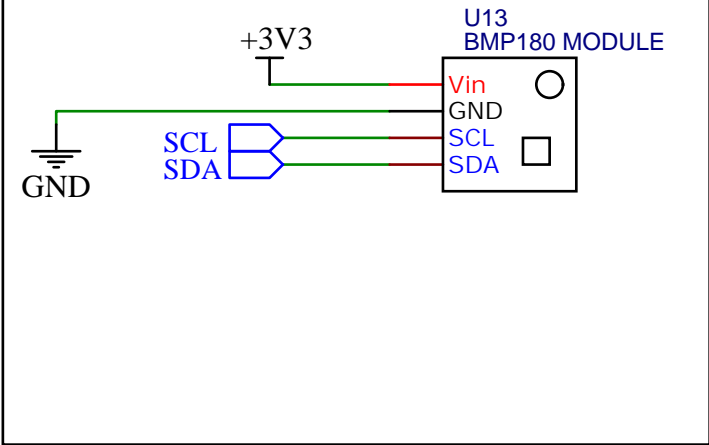 U13
BMP180 MODULE
+3V3
Vin
GND
SCL
SDA
SCL
SDA
GND